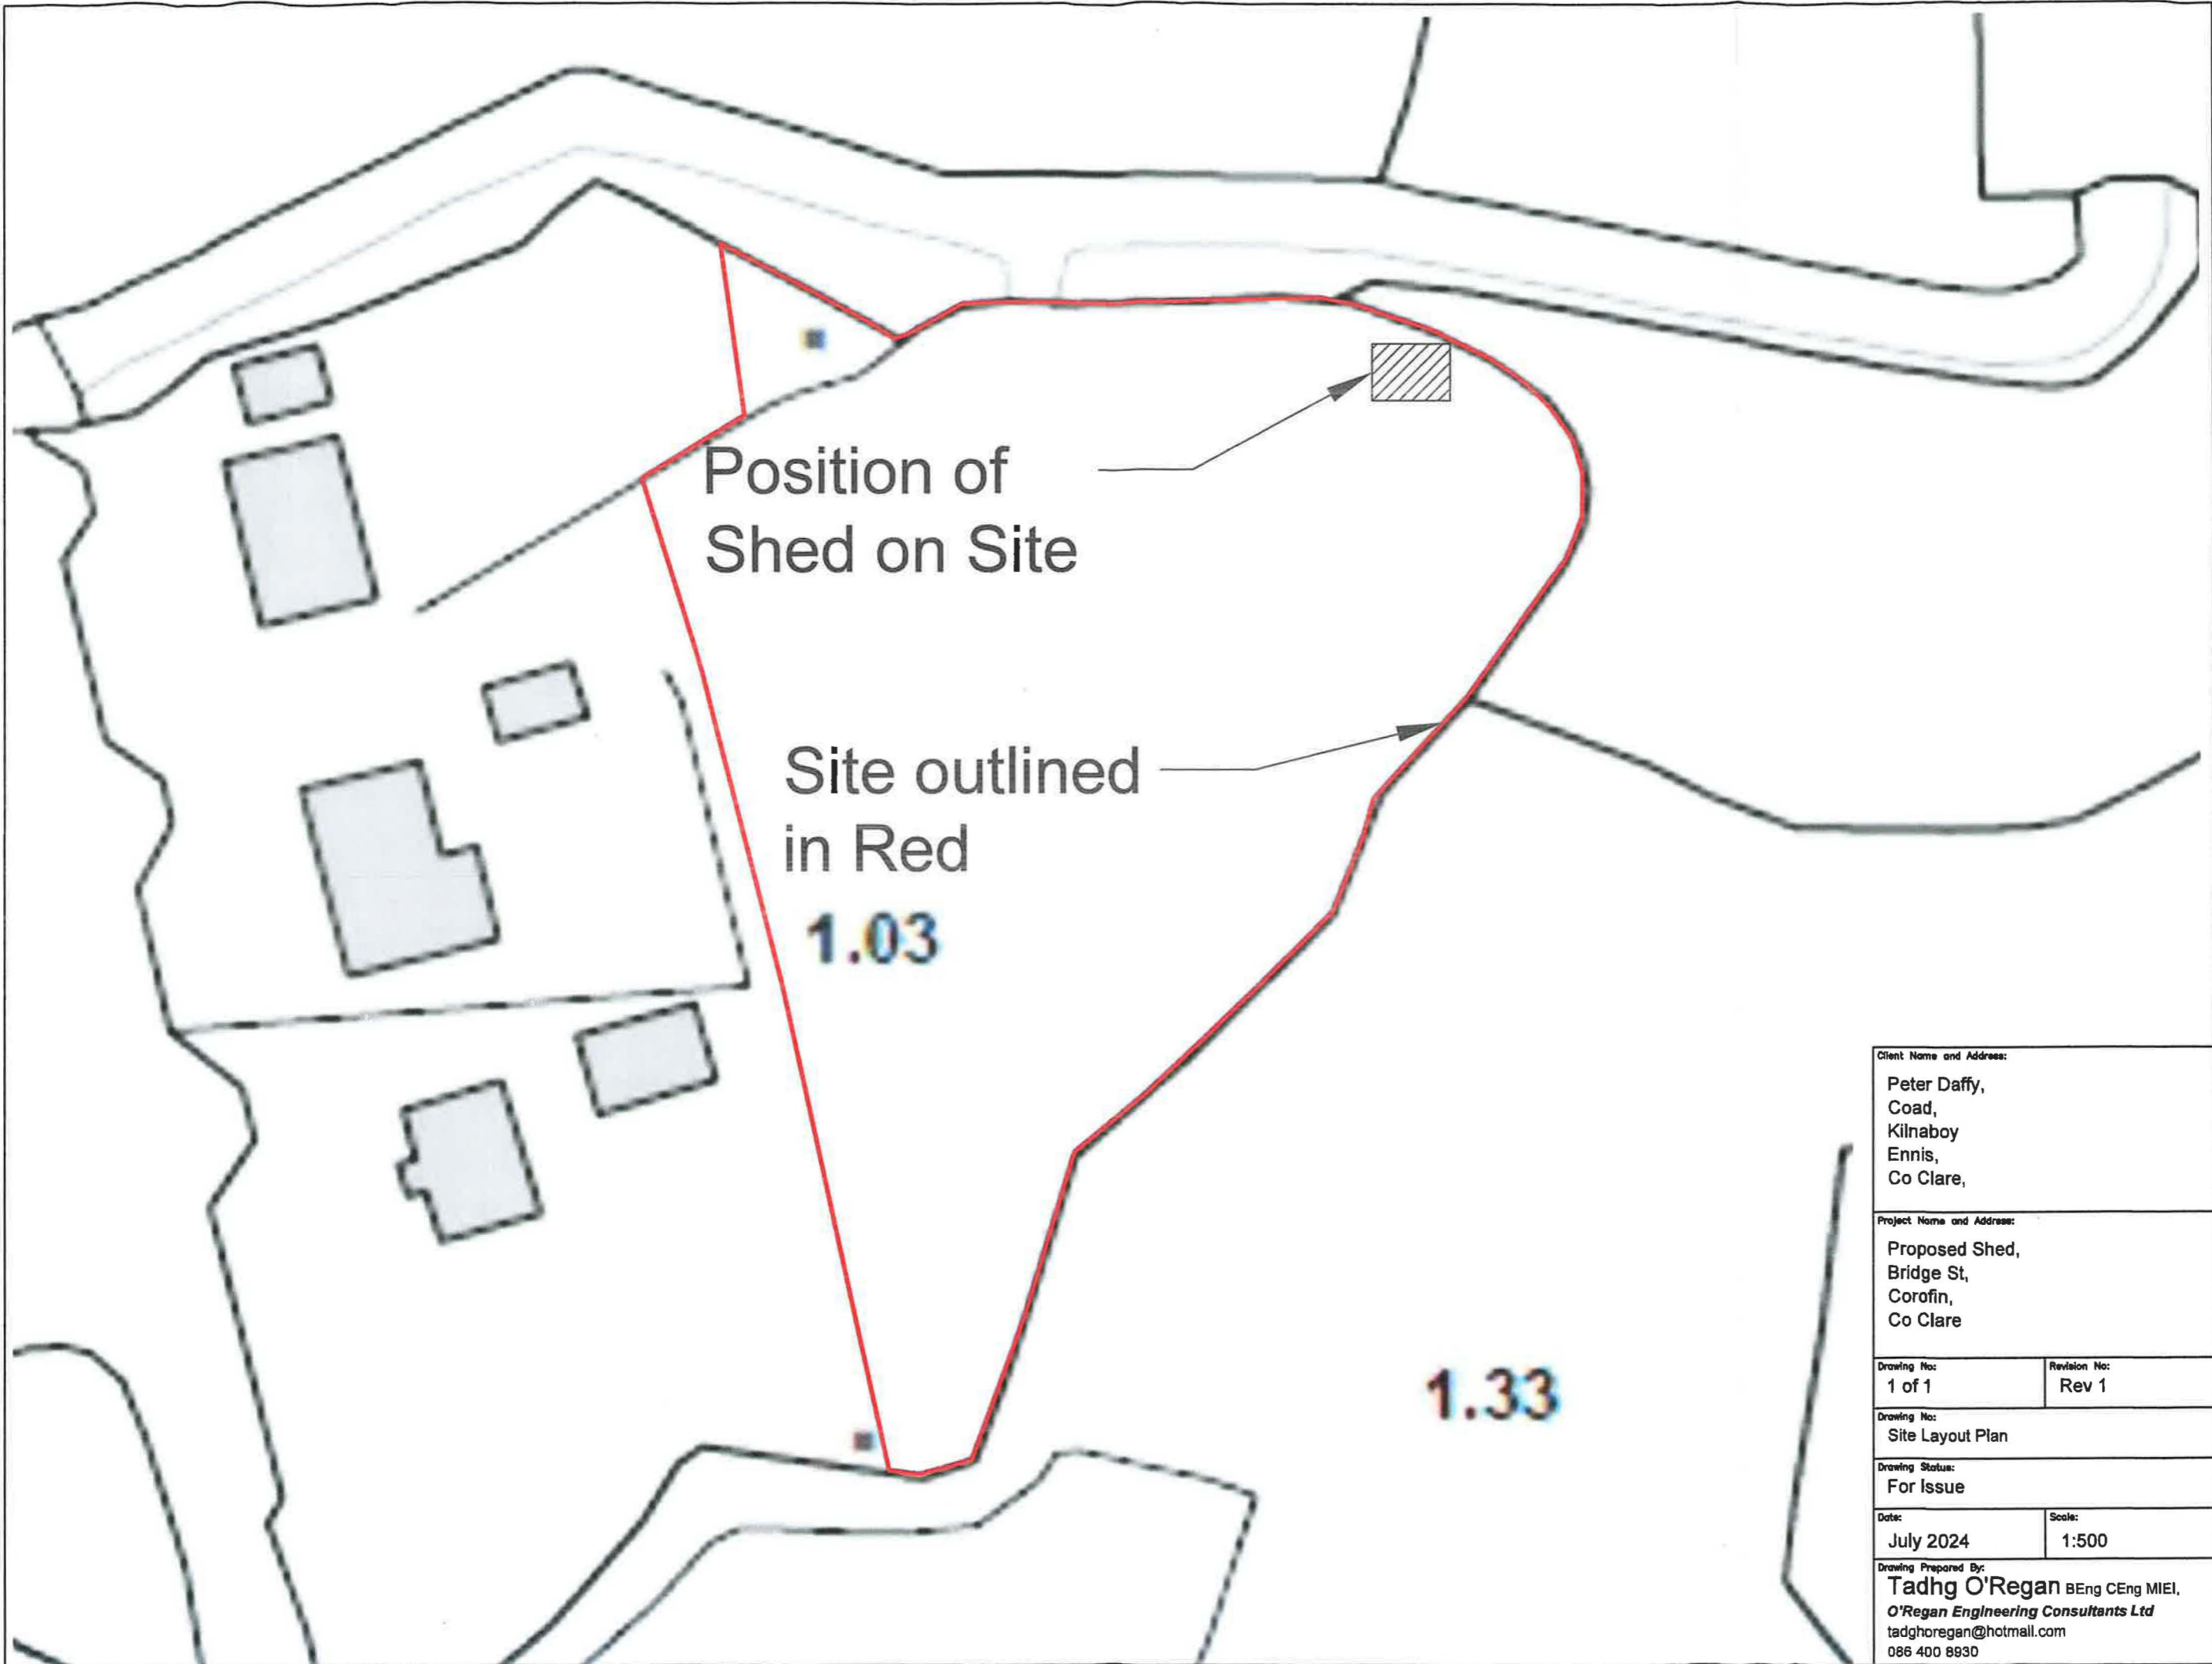 Position of
Shed on Site
Site outlined
in Red
1.03
1.33
Client Name and Address:
Peter Daffy,
Coad,
Kilnaboy
Ennis,
Co Clare,
Project Name and Address:
Proposed Shed,
Bridge St,
Corofin,
Co Clare
Drawing No:
1 of 1
Revision No:
Rev 1
Drawing No:
Site Layout Plan
Drawing Status:
For Issue
Date:
July 2024
Scale:
1:500
Drawing Prepared By:
Tadhg O'Regan BEng CEng MIEI,
O'Regan Engineering Consultants Ltd
tadghoregan@hotmail.com
086 400 8930